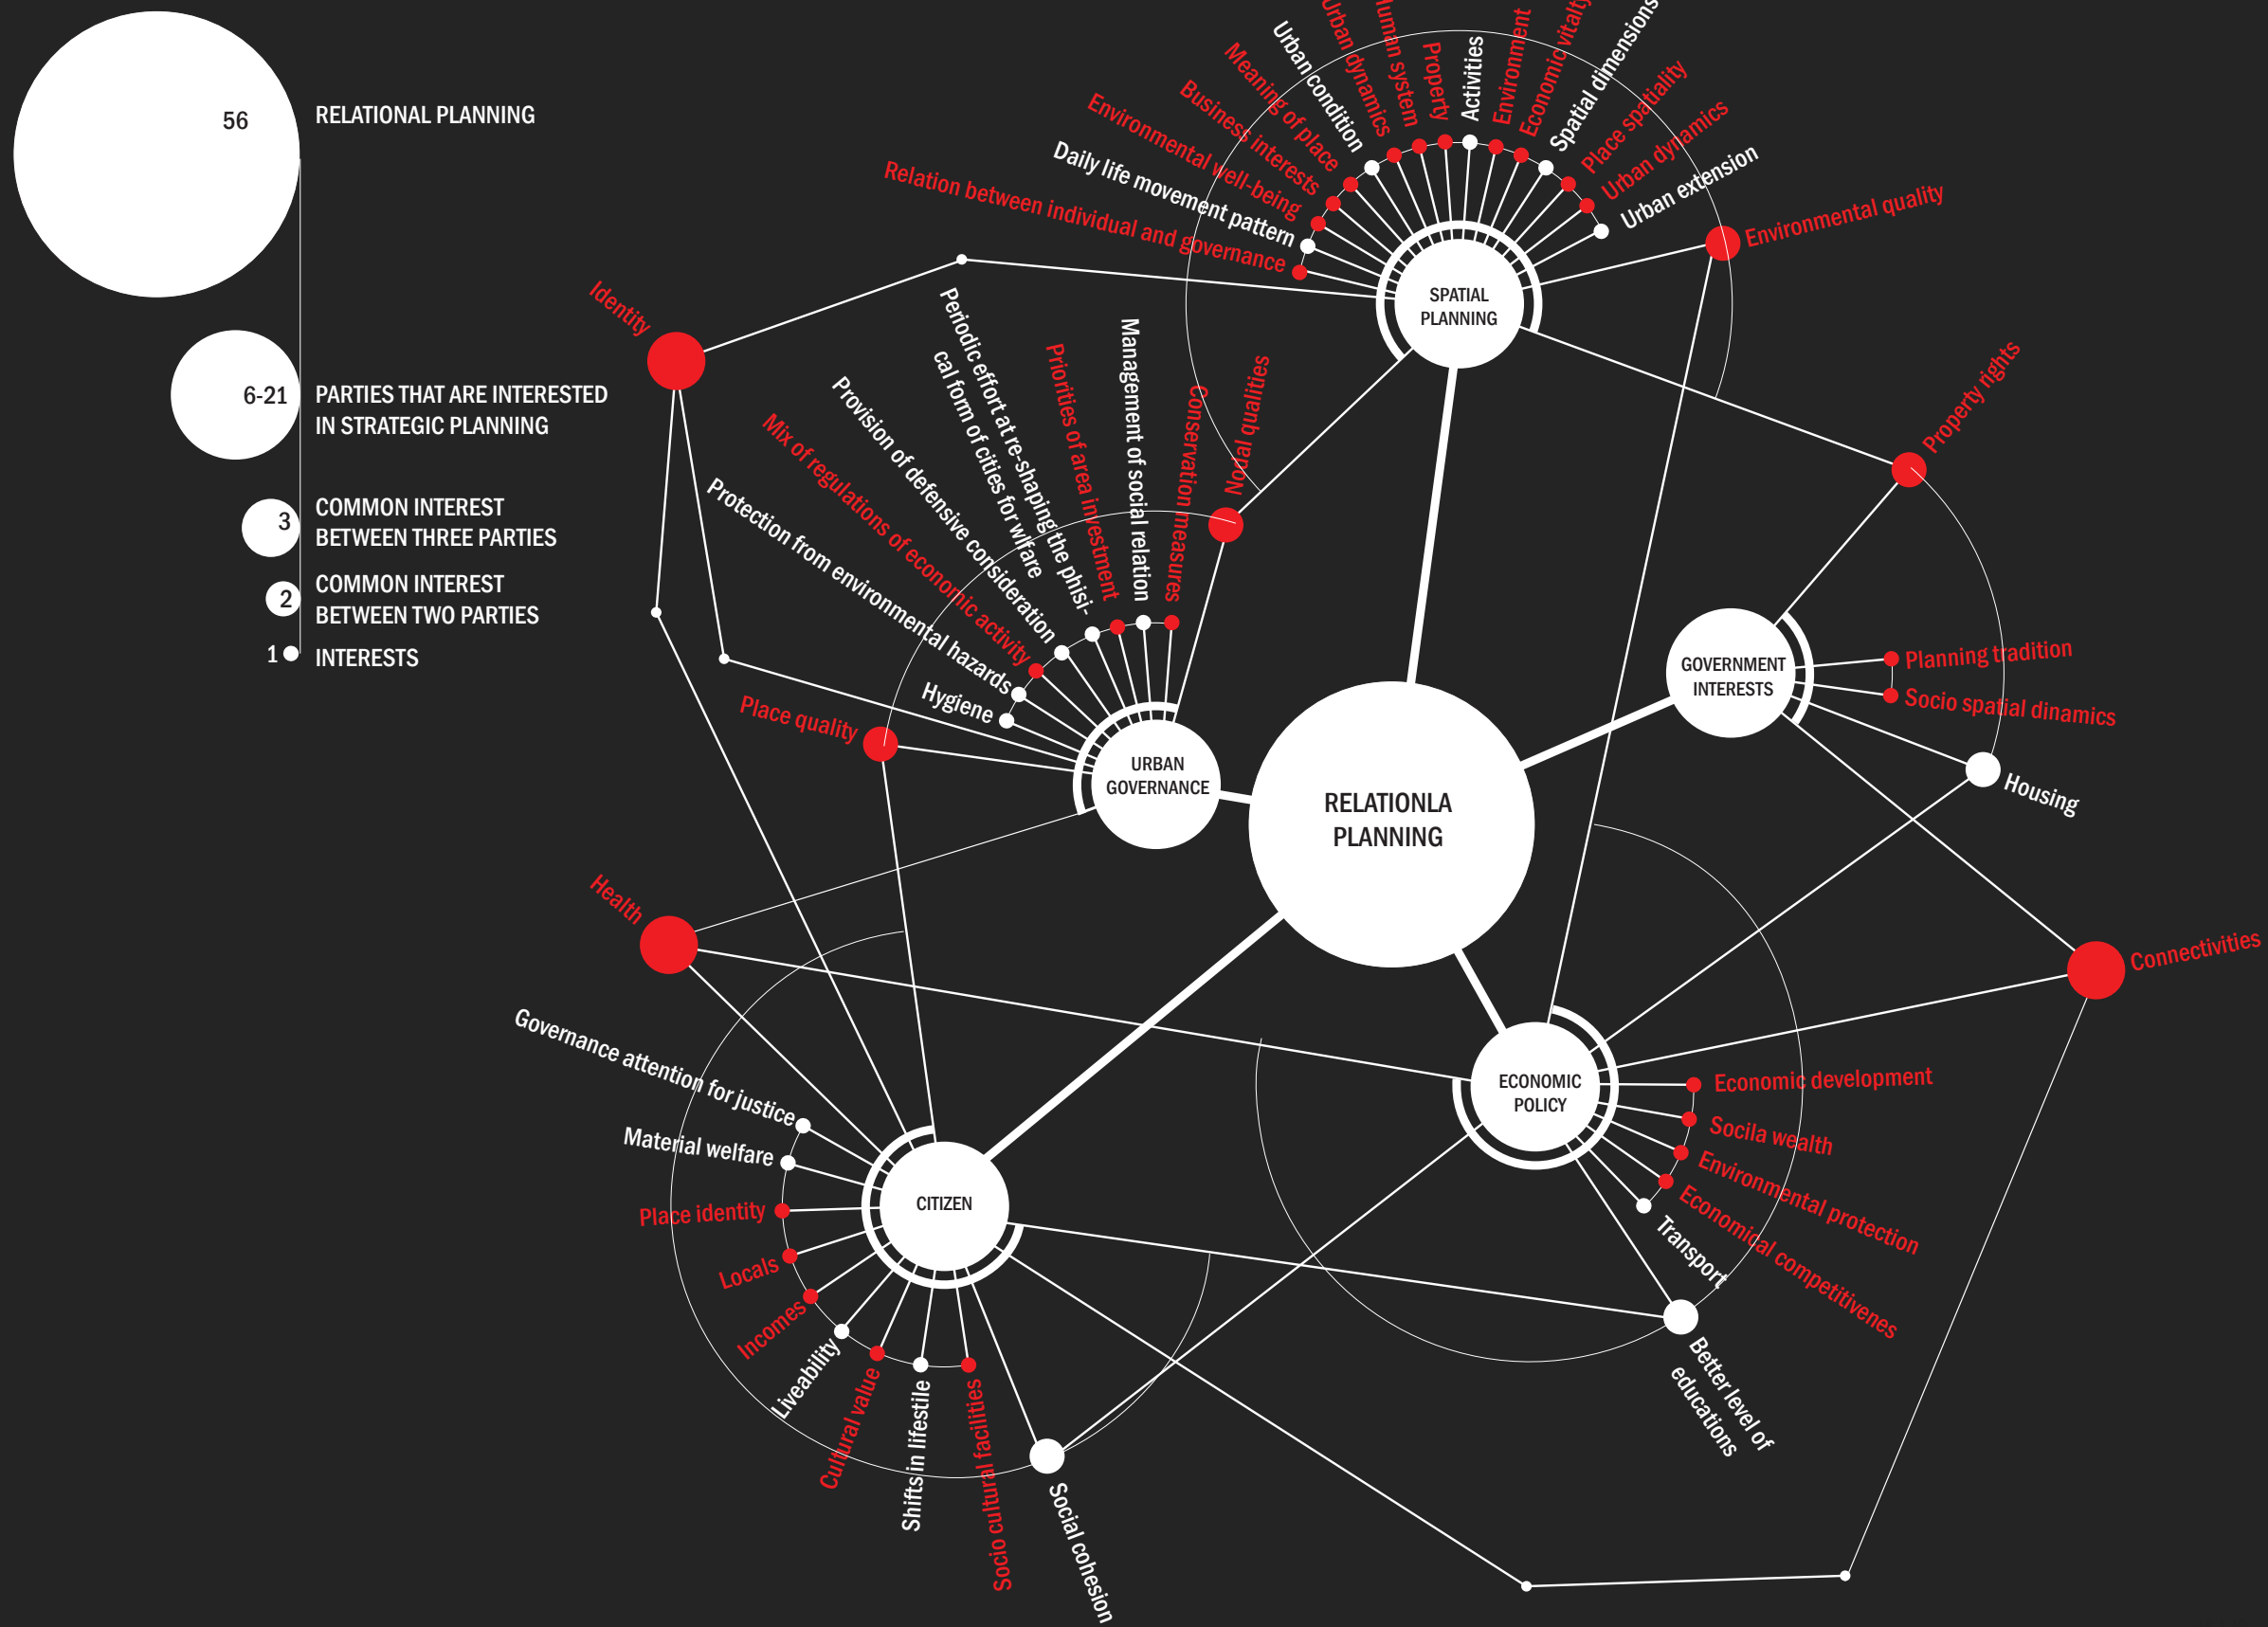 56
RELATIONAL PLANNING
6-21
PARTIES THAT ARE INTERESTED
IN STRATEGIC PLANNING
3
COMMON INTEREST
BETWEEN THREE PARTIES
2
COMMON INTEREST
BETWEEN TWO PARTIES
1
INTERESTS
Relation between individual and governance
Daily life movement pattern
Environmental well-being
Business interests
Meaning of place
Urban condition
Urban dynamics
Human system
Property
Activities
Environment
Economic vitalty
Spatial dimensions
Place spatiality
Urban dynamics
Urban extension
Environmental quality
SPATIAL
PLANNING
Identity
Property rights
Place quality
Hygiene
Protection from environmental hazards
Mix of regulations of economic activity
Provision of defensive consideration
Periodic effort at re-shaping the phisi-
cal form of cities for wlfare
Priorities of area investment
Management of social relation
Conservation measures
Nodal qualities
URBAN
GOVERNANCE
RELATIONLA
PLANNING
GOVERNMENT
INTERESTS
Planning tradition
Socio spatial dinamics
Housing
Connectivities
Health
Governance attention for justice
Material welfare
Place identity
Locals
Incomes
Liveability
Cultural value
Shifts in lifestile
Socio cultural facilities
Social cohesion
CITIZEN
ECONOMIC
POLICY
Economic development
Socila wealth
Environmental protection
Economical competitivenes
Transport
Better level of
educations